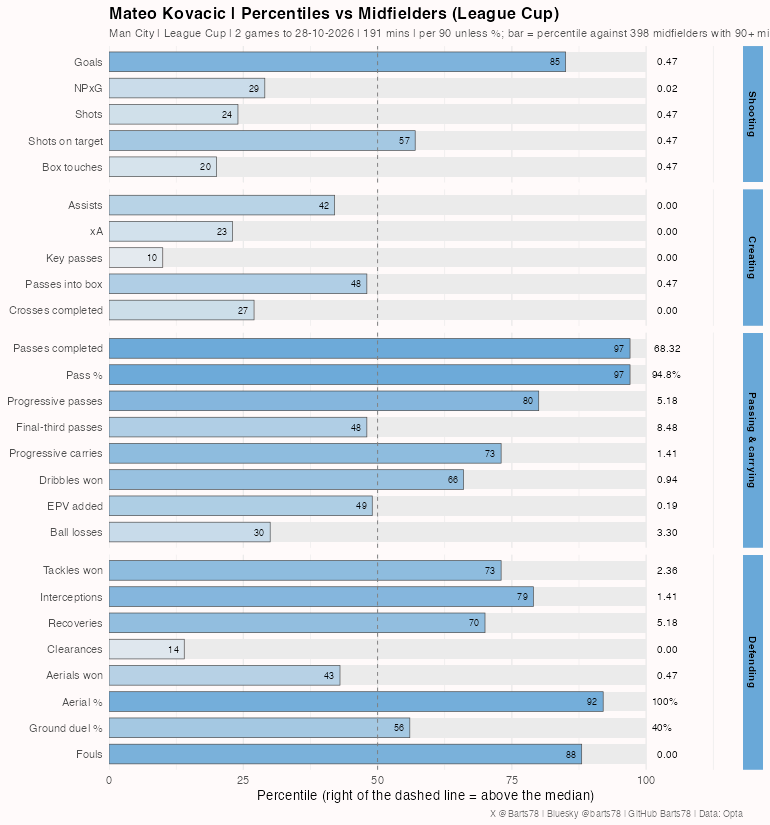 Mateo Kovacic | Percentiles vs Midfielders (League Cup)
Man City | League Cup | 2 games to 28-10-2026 | 191 mins | per 90 unless %; bar = percentile against 398 midfielders with 90+ mi
Goals 85 0.47
NPxG 29 0.02
Shots 24 0.47
Shots on target 57 0.47
Box touches 20 0.47
Shooting
Assists 42 0.00
xA 23 0.00
Key passes 10 0.00
Passes into box 48 0.47
Crosses completed 27 0.00
Creating
Passes completed 97 68.32
Pass % 97 94.8%
Progressive passes 80 5.18
Final-third passes 48 8.48
Progressive carries 73 1.41
Dribbles won 66 0.94
EPV added 49 0.19
Ball losses 30 3.30
Passing & carrying
Tackles won 73 2.36
Interceptions 79 1.41
Recoveries 70 5.18
Clearances 14 0.00
Aerials won 43 0.47
Aerial % 92 100%
Ground duel % 56 40%
Fouls 88 0.00
Defending
0 25 50 75 100
Percentile (right of the dashed line = above the median)
X @Barts78 | Bluesky @barts78 | GitHub Barts78 | Data: Opta